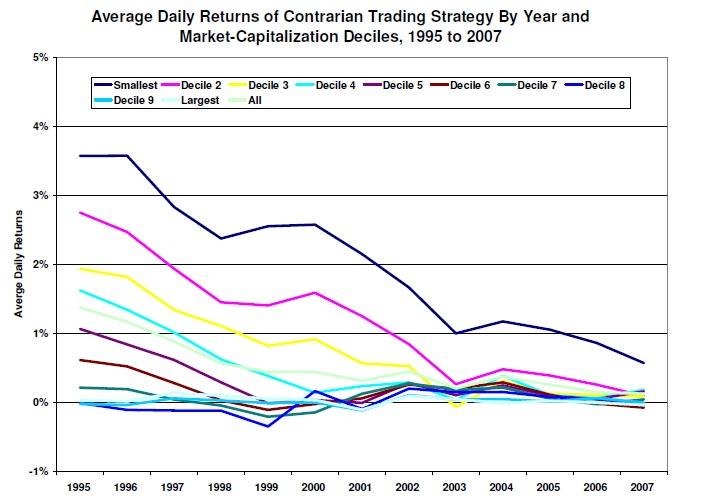 Average Daily Returns of Contrarian Trading Strategy By Year and
Market-Capitalization Deciles, 1995 to 2007
5%
Smallest Decile 2 Decile 3 Decile 4 Decile 5 Decile 6 Decile 7 Decile 8
Decile 9 Largest All
4%
3%
2%
1%
0%
-1%
Averge Daily Returns
1995 1996 1997 1998 1999 2000 2001 2002 2003 2004 2005 2006 2007